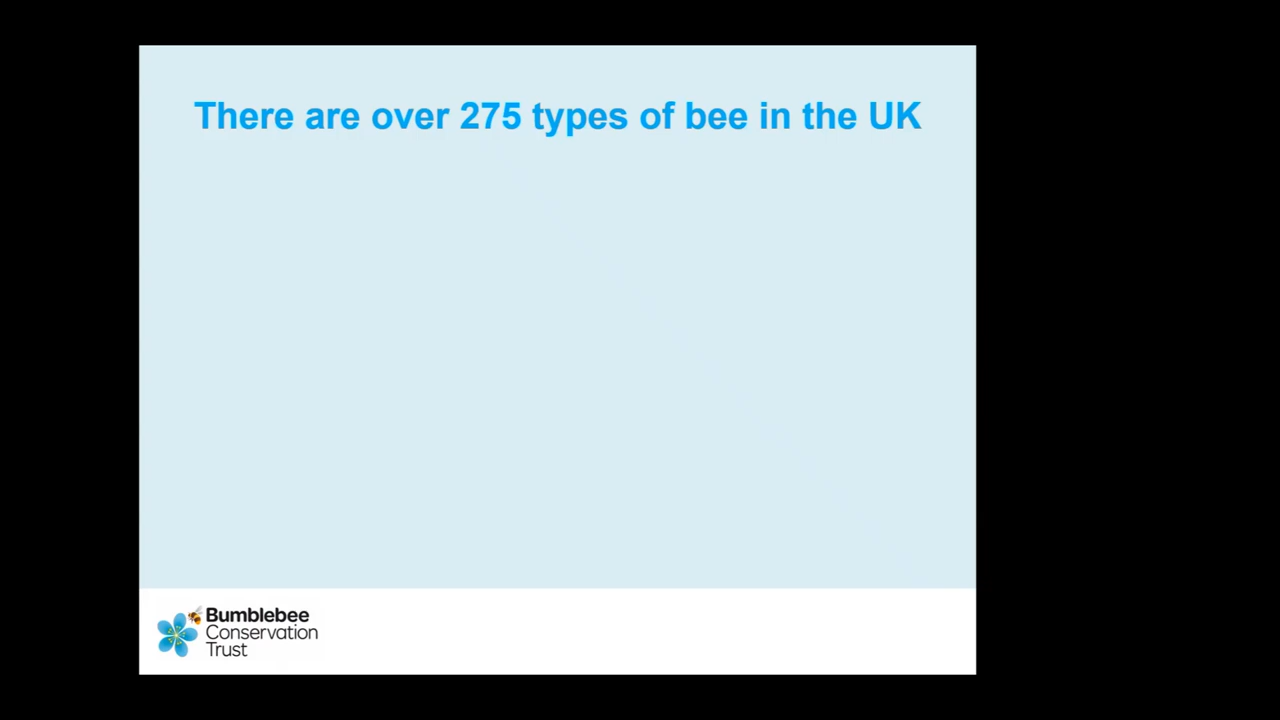 There are over 275 types of bee in the UK
Bumblebee
Conservation
Trust